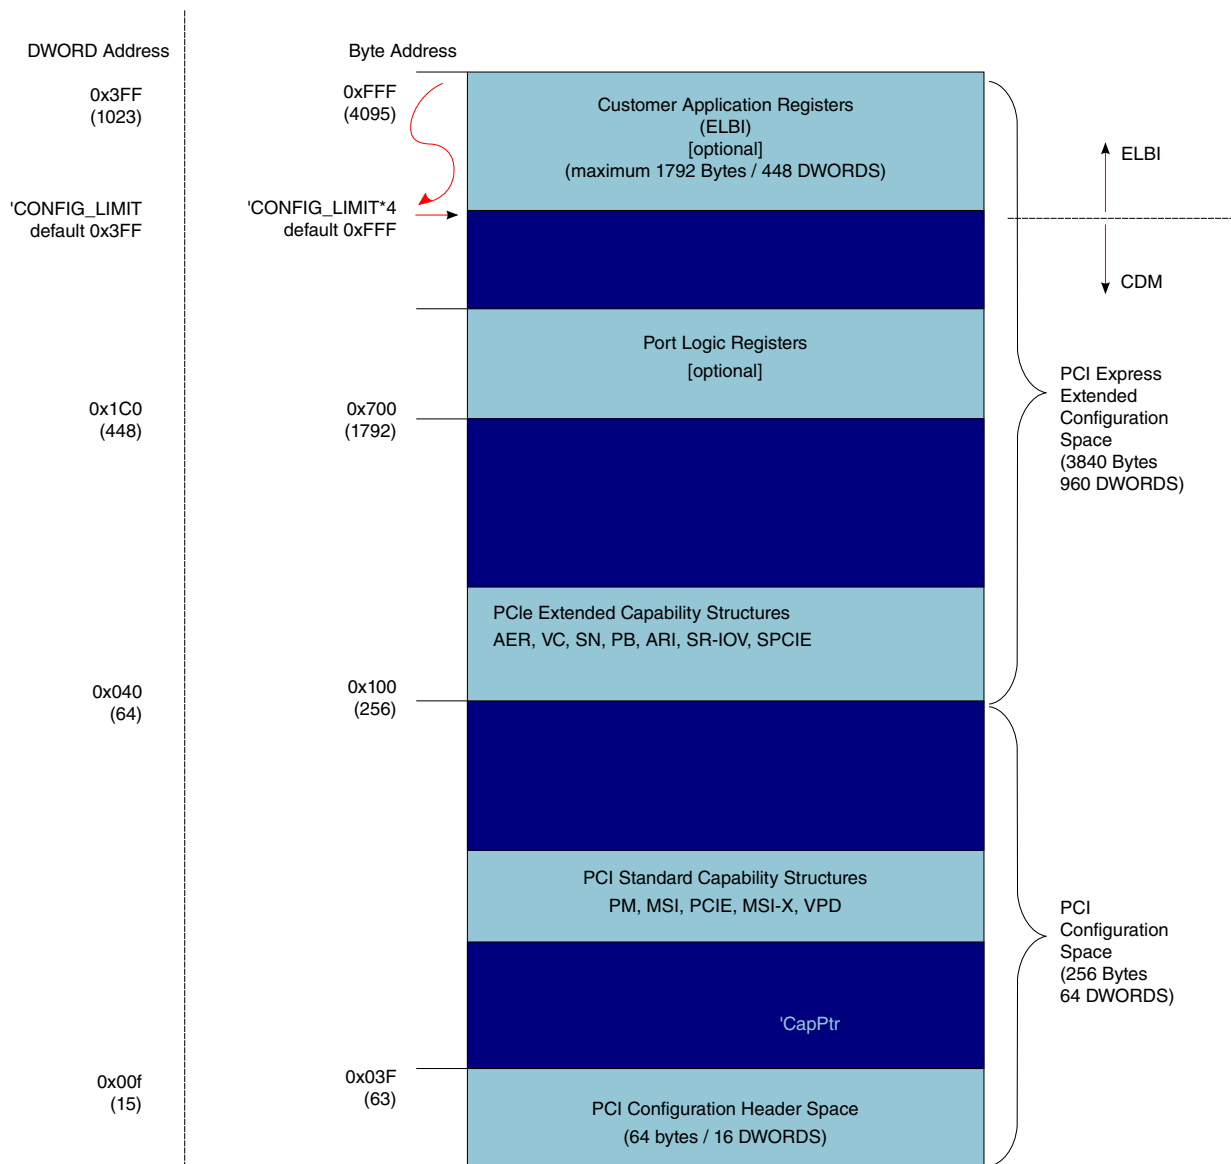 DWORD Address
Byte Address
0x3FF
(1023)
0xFFF
(4095)
Customer Application Registers
(ELBI)
[optional]
(maximum 1792 Bytes / 448 DWORDS)
ELBI
'CONFIG_LIMIT
default 0x3FF
'CONFIG_LIMIT*4
default 0xFFF
CDM
Port Logic Registers
[optional]
0x1C0
(448)
0x700
(1792)
PCI Express
Extended
Configuration
Space
(3840 Bytes
960 DWORDS)
PCIe Extended Capability Structures
AER, VC, SN, PB, ARI, SR-IOV, SPCIE
0x040
(64)
0x100
(256)
PCI Standard Capability Structures
PM, MSI, PCIE, MSI-X, VPD
PCI
Configuration
Space
(256 Bytes
64 DWORDS)
'CapPtr
0x00f
(15)
0x03F
(63)
PCI Configuration Header Space
(64 bytes / 16 DWORDS)